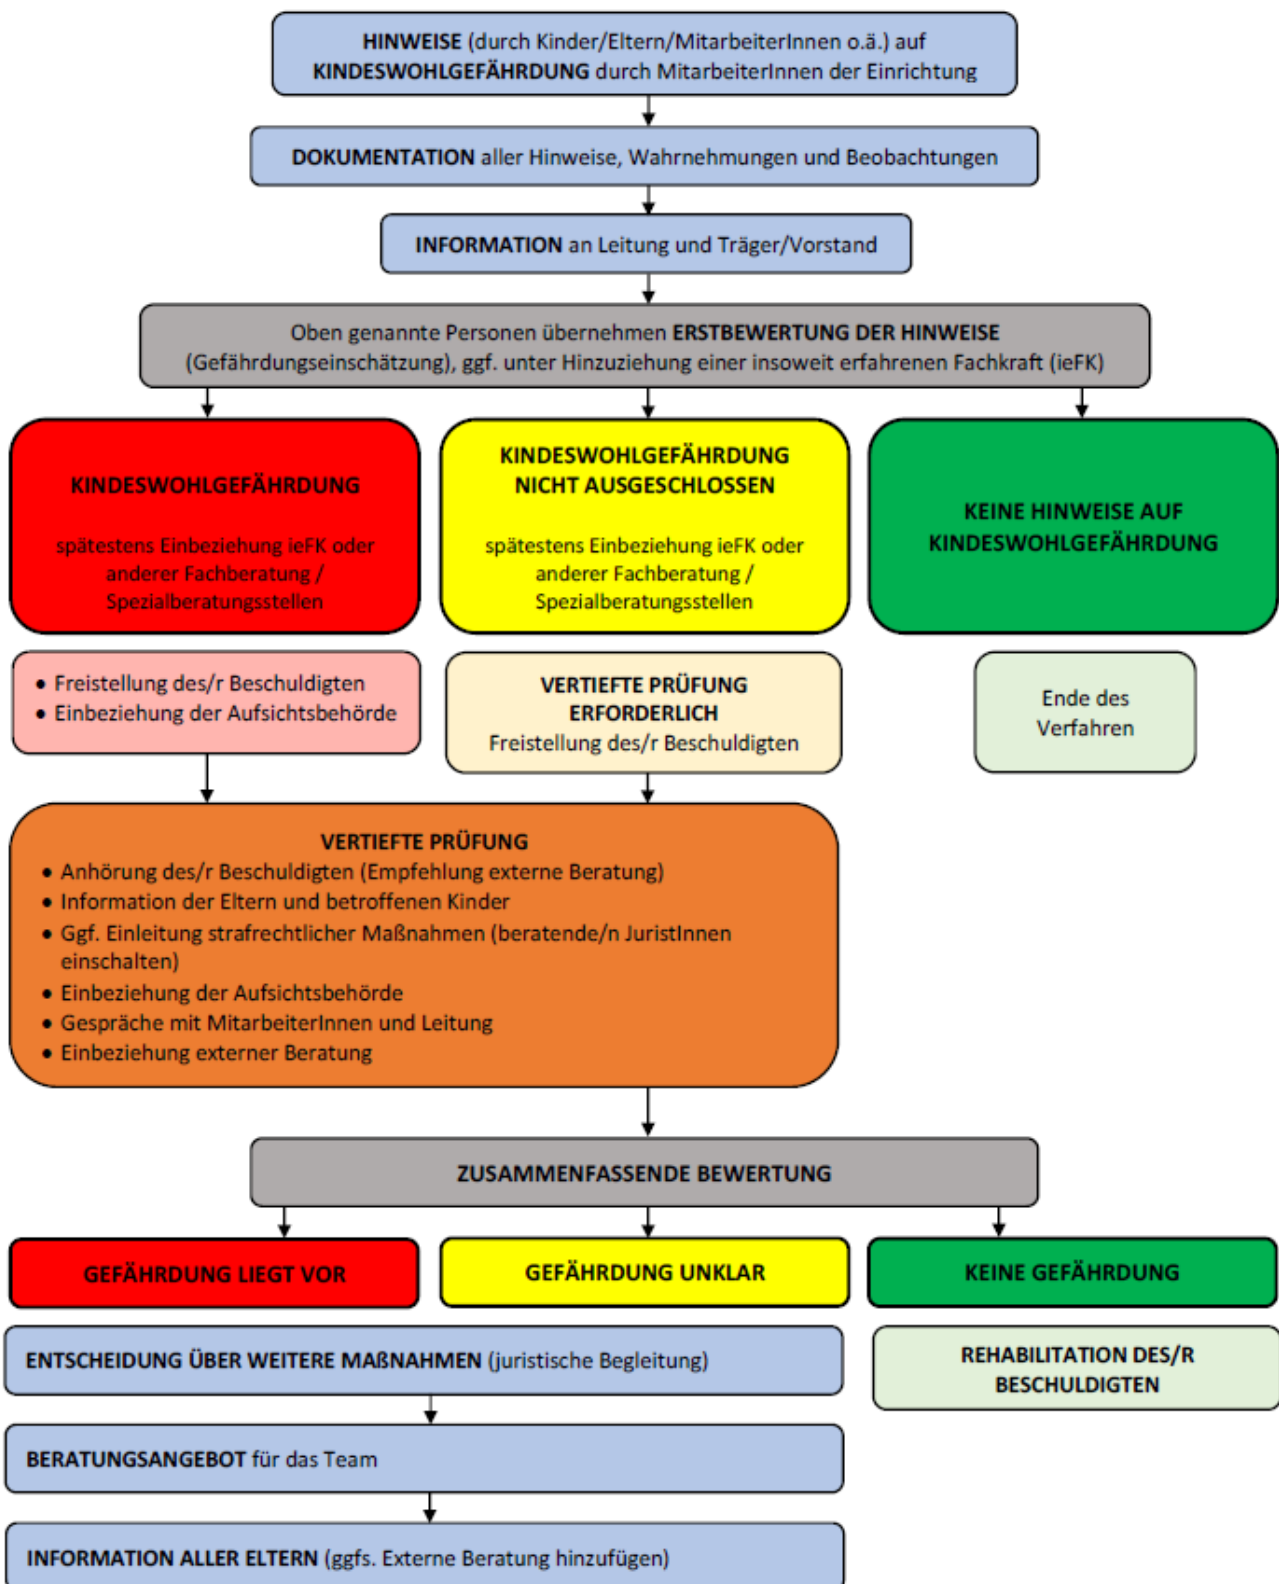 HINWEISE (durch Kinder/Eltern/MitarbeiterInnen o.ä.) auf
KINDESWOHLGEFÄHRDUNG durch MitarbeiterInnen der Einrichtung
DOKUMENTATION aller Hinweise, Wahrnehmungen und Beobachtungen
INFORMATION an Leitung und Träger/Vorstand
Oben genannte Personen übernehmen ERSTBEWERTUNG DER HINWEISE
(Gefährdungseinschätzung), ggf. unter Hinzuziehung einer insoweit erfahrenen Fachkraft (ieFK)
KINDESWOHLGEFÄHRDUNG
spätestens Einbeziehung ieFK oder
anderer Fachberatung /
Spezialberatungsstellen
KINDESWOHLGEFÄHRDUNG
NICHT AUSGESCHLOSSEN
spätestens Einbeziehung ieFK oder
anderer Fachberatung /
Spezialberatungsstellen
KEINE HINWEISE AUF
KINDESWOHLGEFÄHRDUNG
• Freistellung des/r Beschuldigten
• Einbeziehung der Aufsichtsbehörde
VERTIEFTE PRÜFUNG
ERFORDERLICH
Freistellung des/r Beschuldigten
Ende des
Verfahren
VERTIEFTE PRÜFUNG
• Anhörung des/r Beschuldigten (Empfehlung externe Beratung)
• Information der Eltern und betroffenen Kinder
• Ggf. Einleitung strafrechtlicher Maßnahmen (beratende/n JuristInnen
einschalten)
• Einbeziehung der Aufsichtsbehörde
• Gespräche mit MitarbeiterInnen und Leitung
• Einbeziehung externer Beratung
ZUSAMMENFASSENDE BEWERTUNG
GEFÄHRDUNG LIEGT VOR
GEFÄHRDUNG UNKLAR
KEINE GEFÄHRDUNG
ENTSCHEIDUNG ÜBER WEITERE MAẞNAHMEN (juristische Begleitung)
REHABILITATION DES/R
BESCHULDIGTEN
BERATUNGSANGEBOT für das Team
INFORMATION ALLER ELTERN (ggfs. Externe Beratung hinzufügen)